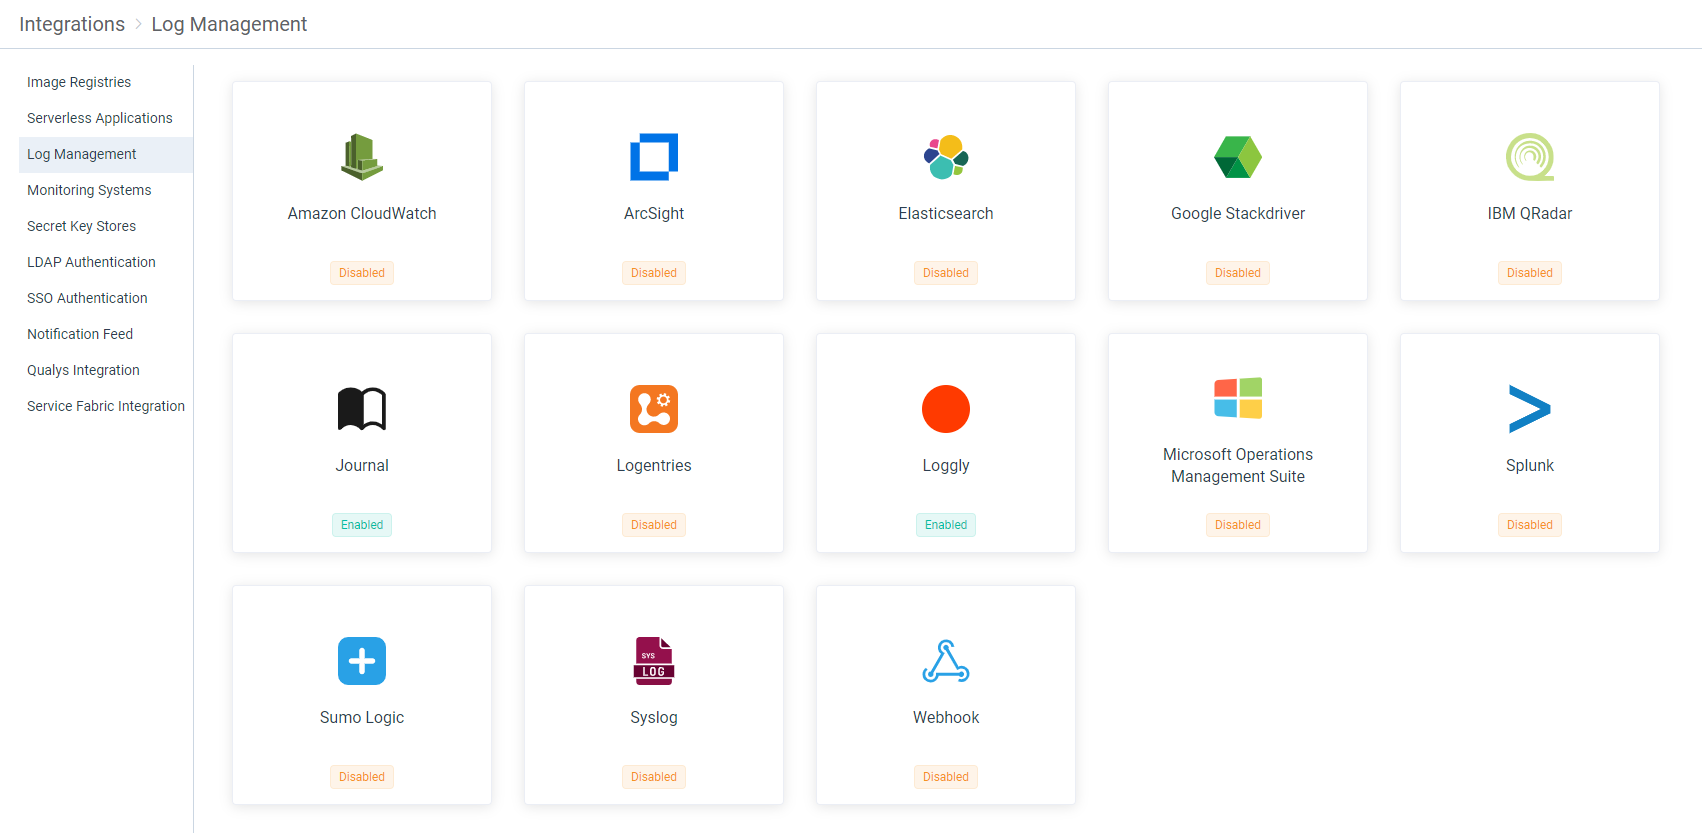 Integrations > Log Management
Image Registries
Serverless Applications
Log Management
Monitoring Systems
Secret Key Stores
LDAP Authentication
SSO Authentication
Notification Feed
Qualys Integration
Service Fabric Integration
Amazon CloudWatch
Disabled
ArcSight
Disabled
Elasticsearch
Disabled
Google Stackdriver
Disabled
IBM QRadar
Disabled
Journal
Enabled
Logentries
Disabled
Loggly
Enabled
Microsoft Operations
Management Suite
Disabled
Splunk
Disabled
Sumo Logic
Disabled
SYS
LOG
Syslog
Disabled
Webhook
Disabled